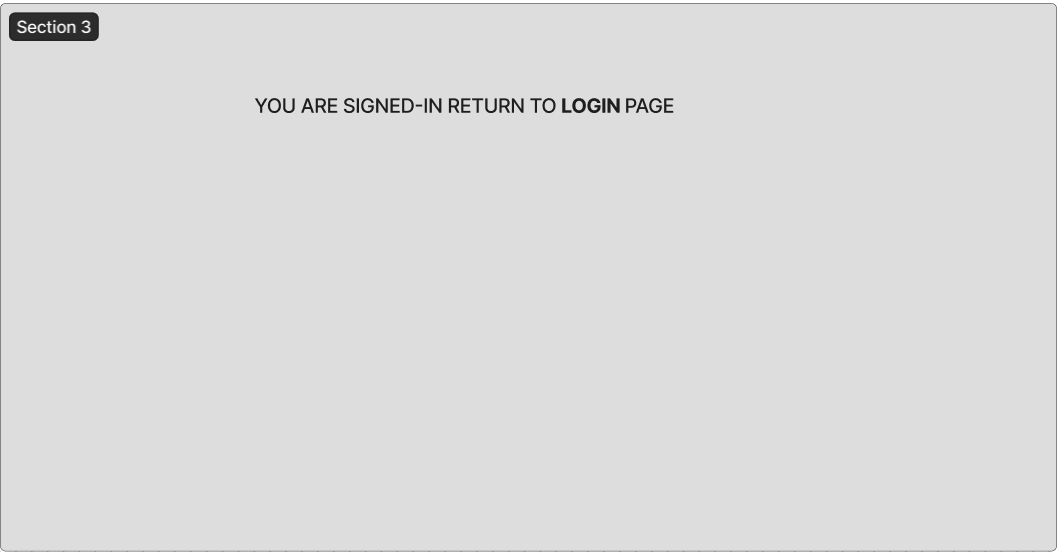 Section 3
YOU ARE SIGNED-IN RETURN TO LOGIN PAGE